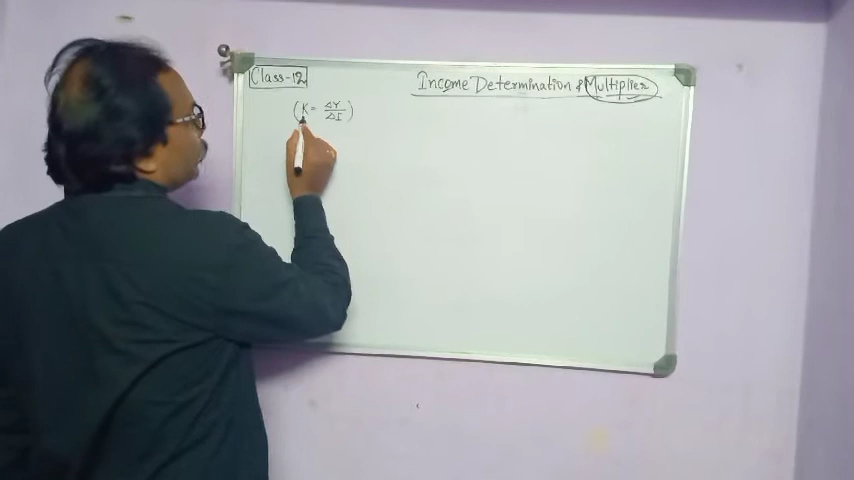 Class-12
Income Determination & Multiplier
(K = ΔY/ΔI)